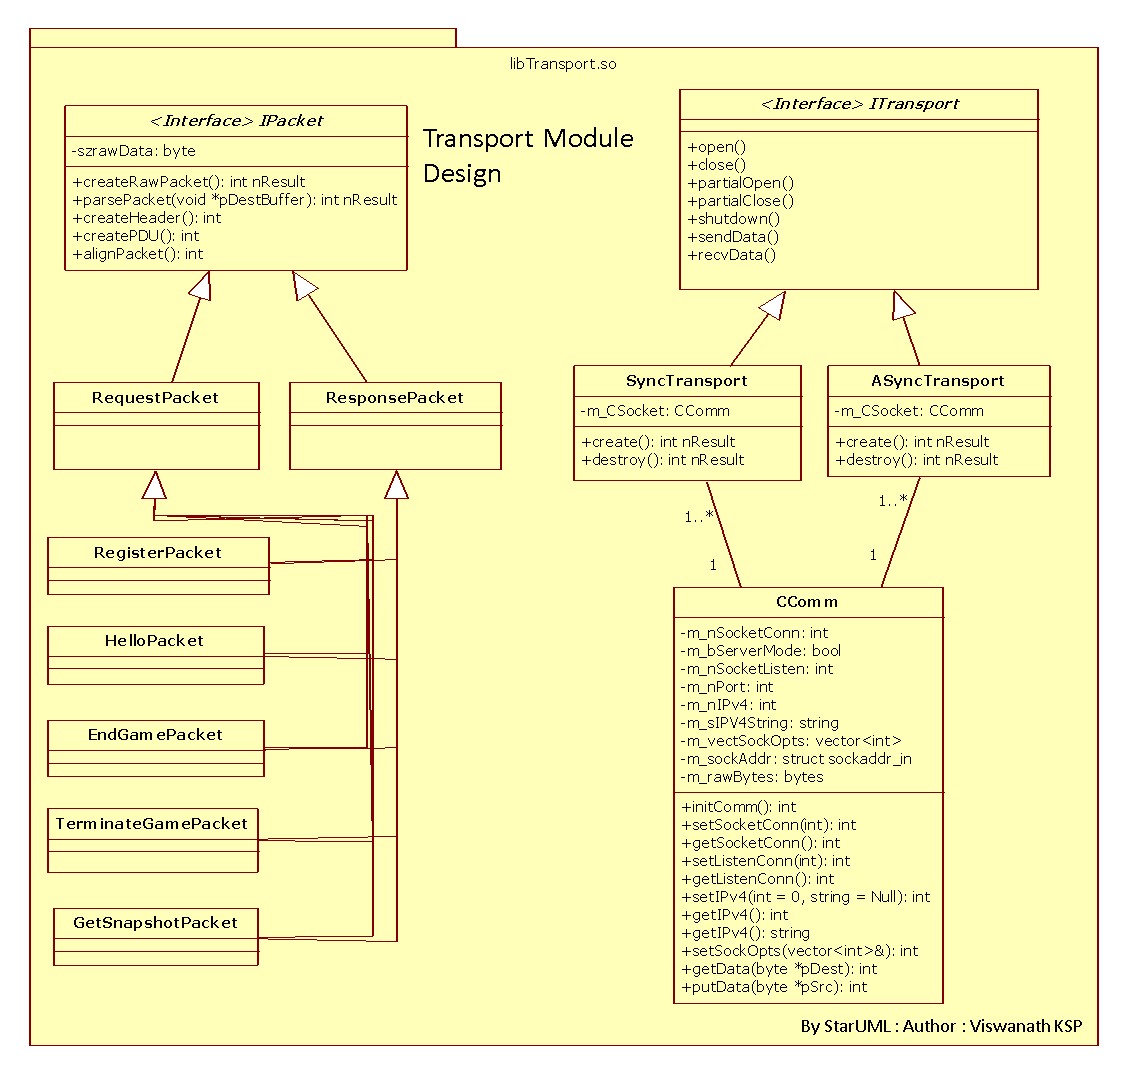 libTransport.so
<Interface> IPacket
-szrawData: byte
+createRawPacket(): int nResult
+parsePacket(void *pDestBuffer): int nResult
+createHeader(): int
+createPDU(): int
+alignPacket(): int
Transport Module
Design
<Interface> ITransport
+open()
+close()
+partialOpen()
+partialClose()
+shutdown()
+sendData()
+recvData()
RequestPacket
ResponsePacket
SyncTransport
-m_CSocket: CComm
+create(): int nResult
+destroy(): int nResult
ASyncTransport
-m_CSocket: CComm
+create(): int nResult
+destroy(): int nResult
1..*
1
1..*
1
RegisterPacket
HelloPacket
EndGamePacket
TerminateGamePacket
GetSnapshotPacket
CComm
-m_nSocketConn: int
-m_bServerMode: bool
-m_nSocketListen: int
-m_nPort: int
-m_nIPv4: int
-m_sIPV4String: string
-m_vectSockOpts: vector<int>
-m_sockAddr: struct sockaddr_in
-m_rawBytes: bytes
+initComm(): int
+setSocketConn(int): int
+getSocketConn(): int
+setListenConn(int): int
+getListenConn(): int
+setIPv4(int = 0, string = Null): int
+getIPv4(): int
+getIPv4(): string
+setSockOpts(vector<int>&): int
+getData(byte *pDest): int
+putData(byte *pSrc): int
By StarUML : Author : Viswanath KSP